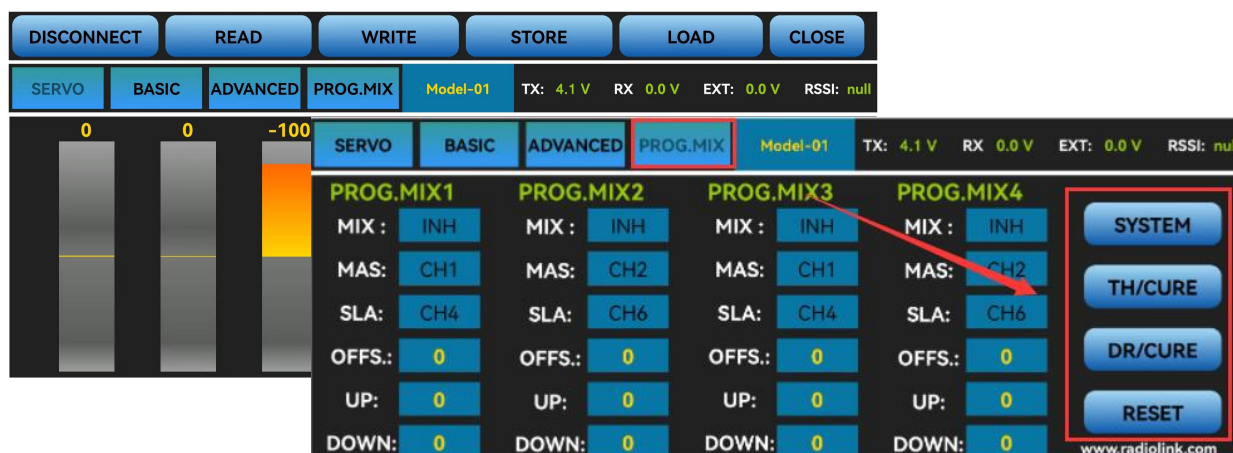 DISCONNECT READ WRITE STORE LOAD CLOSE
SERVO BASIC ADVANCED PROG.MIX Model-01 TX: 4.1 V RX 0.0 V EXT: 0.0 V RSSI: null
0 0 -100
SERVO BASIC ADVANCED PROG.MIX Model-01 TX: 4.1 V RX 0.0 V EXT: 0.0 V RSSI: nu
PROG.MIX1 PROG.MIX2 PROG.MIX3 PROG.MIX4
MIX : INH MIX : INH MIX : INH MIX : INH SYSTEM
MAS: CH1 MAS: CH2 MAS: CH1 MAS: CH2
TH/CURE
SLA: CH4 SLA: CH6 SLA: CH4 SLA: CH6
OFFS.: 0 OFFS.: 0 OFFS.: 0 OFFS.: 0 DR/CURE
UP: 0 UP: 0 UP: 0 UP: 0 RESET
DOWN: 0 DOWN: 0 DOWN: 0 DOWN: 0 www.radiolink.com